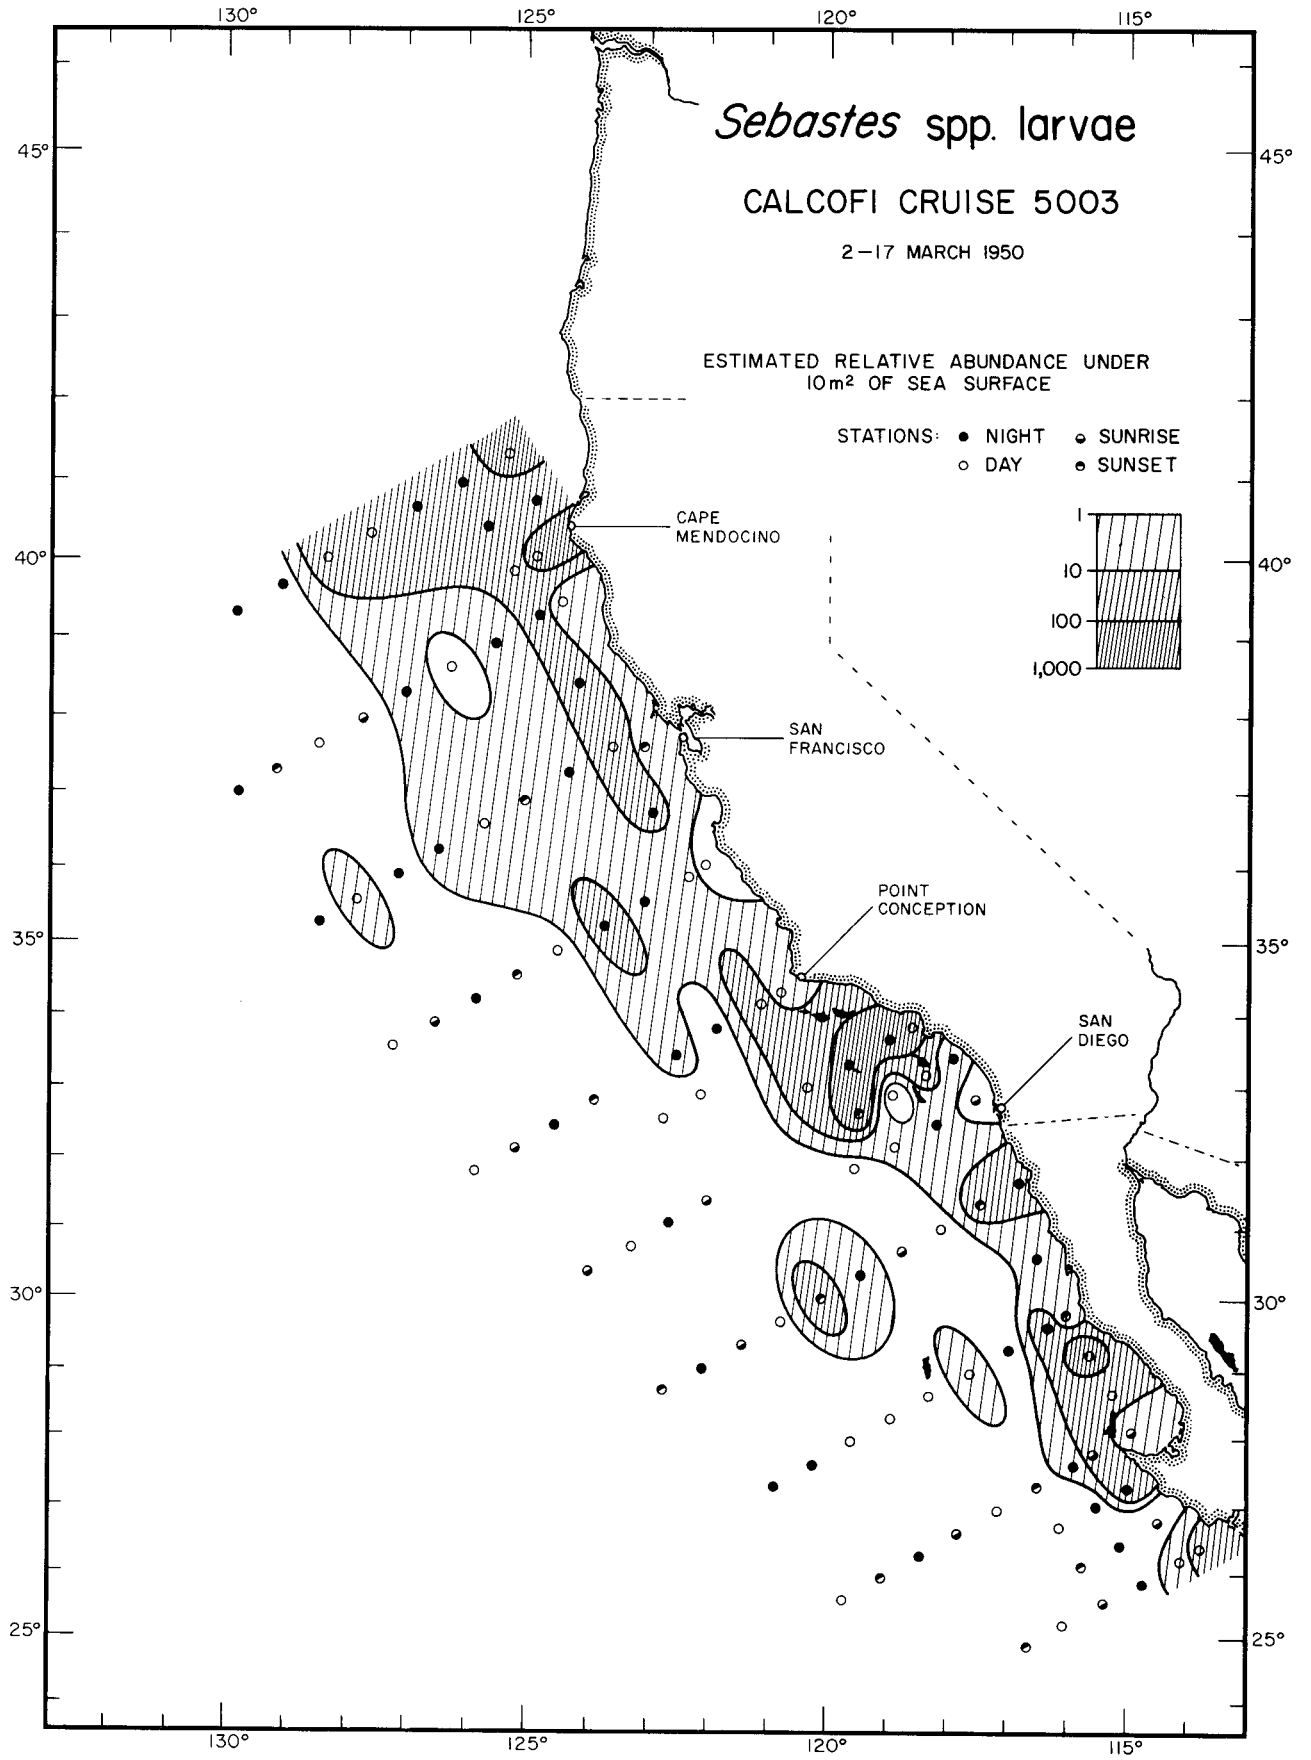 130° 125° 120° 115°
Sebastes spp. larvae
45° 45°
CALCOFI CRUISE 5003
2–17 MARCH 1950
ESTIMATED RELATIVE ABUNDANCE UNDER
10m² OF SEA SURFACE
STATIONS: NIGHT SUNRISE
DAY SUNSET
1
10
100
1,000
CAPE
MENDOCINO
40° 40°
SAN
FRANCISCO
POINT
CONCEPTION
35° 35°
SAN
DIEGO
30° 30°
25° 25°
130° 125° 120° 115°